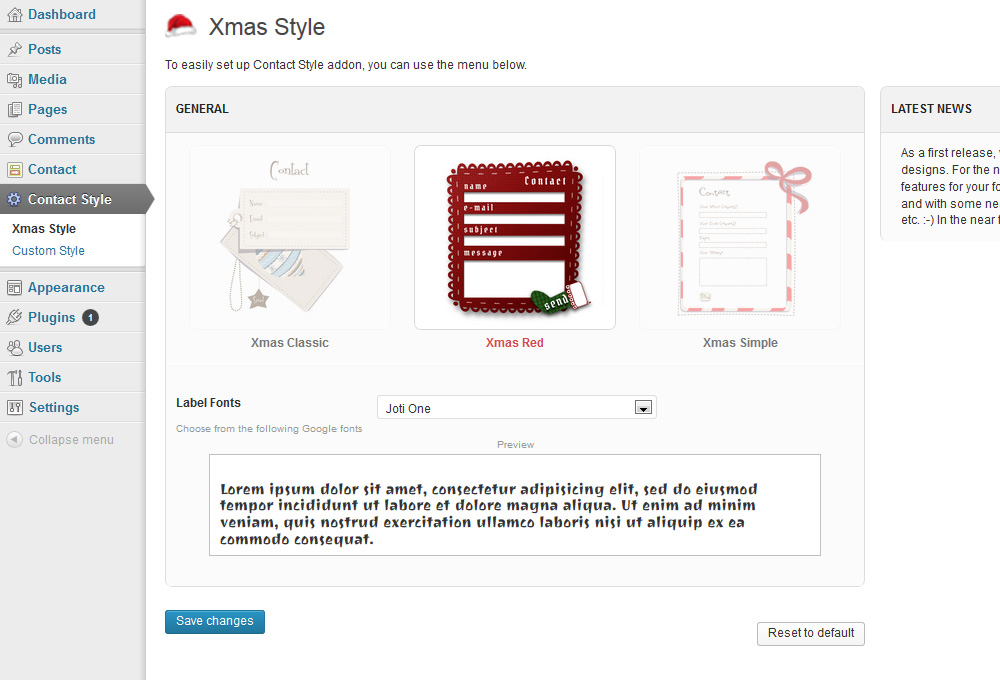 Dashboard
Posts
Media
Pages
Comments
Contact
Contact Style
Xmas Style
Custom Style
Appearance
Plugins 1
Users
Tools
Settings
Collapse menu
Xmas Style
To easily set up Contact Style addon, you can use the menu below.
GENERAL
Contact
Name
Email
Subject
Send
Xmas Classic
Contact
name
e-mail
subject
message
send
Xmas Red
Contact
Xmas Simple
Label Fonts
Joti One
Choose from the following Google fonts
Preview
Lorem ipsum dolor sit amet, consectetur adipisicing elit, sed do eiusmod
tempor incididunt ut labore et dolore magna aliqua. Ut enim ad minim
veniam, quis nostrud exercitation ullamco laboris nisi ut aliquip ex ea
commodo consequat.
Save changes
Reset to default
LATEST NEWS
As a first release,
designs. For the n
features for your fo
and with some ne
etc. :-) In the near f